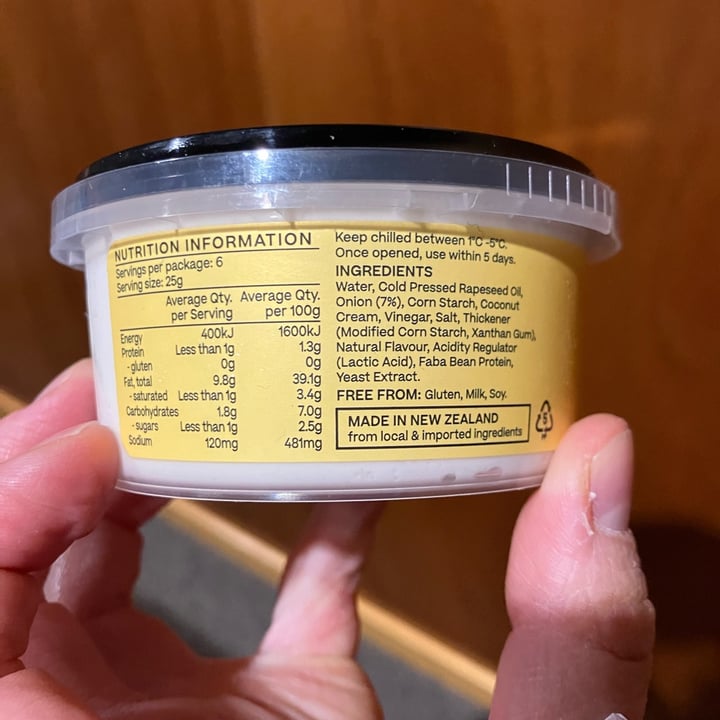 NUTRITION INFORMATION
Servings per package: 6
Serving size: 25g
Average Qty. Average Qty.
per Serving per 100g
Energy 400kJ 1600kJ
Protein Less than 1g 1.3g
- gluten 0g 0g
Fat, total 9.8g 39.1g
- saturated Less than 1g 3.4g
Carbohydrates 1.8g 7.0g
- sugars Less than 1g 2.5g
Sodium 120mg 481mg
Keep chilled between 1°C -5°C.
Once opened, use within 5 days.
INGREDIENTS
Water, Cold Pressed Rapeseed Oil,
Onion (7%), Corn Starch, Coconut
Cream, Vinegar, Salt, Thickener
(Modified Corn Starch, Xanthan Gum),
Natural Flavour, Acidity Regulator
(Lactic Acid), Faba Bean Protein,
Yeast Extract.
FREE FROM: Gluten, Milk, Soy.
MADE IN NEW ZEALAND
from local & imported ingredients
5